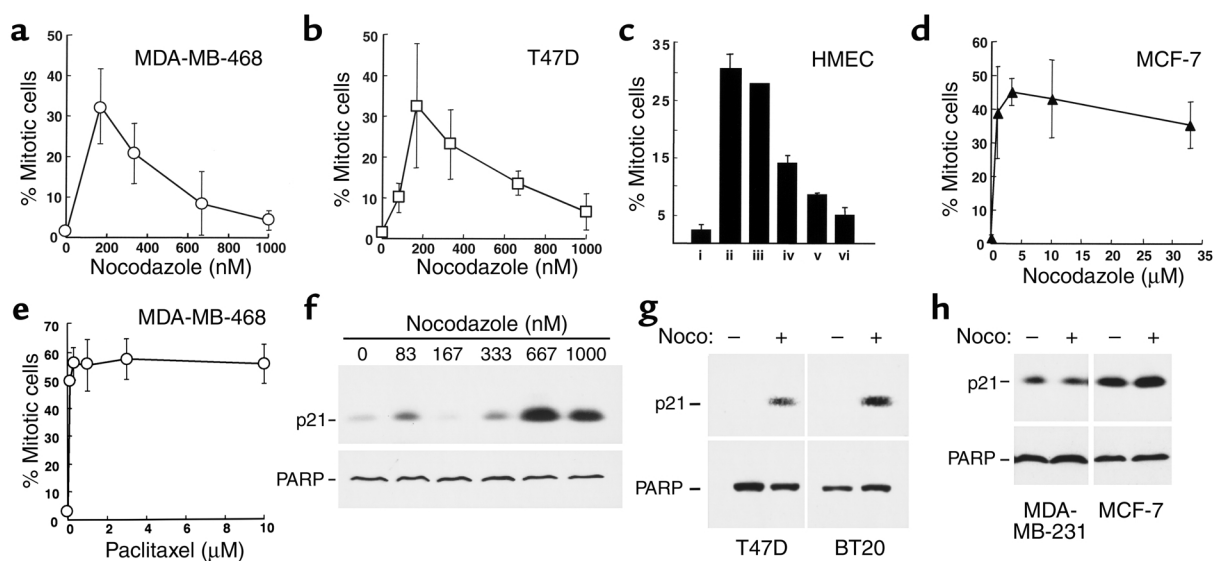 a
MDA-MB-468
50
40
30
20
10
0
% Mitotic cells
0 200 400 600 800 1000
Nocodazole (nM)
b
T47D
50
40
30
20
10
0
% Mitotic cells
0 200 400 600 800 1000
Nocodazole (nM)
c
HMEC
35
25
15
5
% Mitotic cells
i ii iii iv v vi
d
MCF-7
60
50
40
30
20
10
0
% Mitotic cells
0 5 10 15 20 25 30 35
Nocodazole (μM)
e
MDA-MB-468
70
60
50
40
30
20
10
0
% Mitotic cells
0 2 4 6 8 10
Paclitaxel (μM)
f
Nocodazole (nM)
0 83 167 333 667 1000
p21–
PARP –
g
Noco: – + – +
p21 –
PARP –
T47D BT20
h
Noco: – + – +
p21–
PARP –
MDA-
MB-231
MCF-7